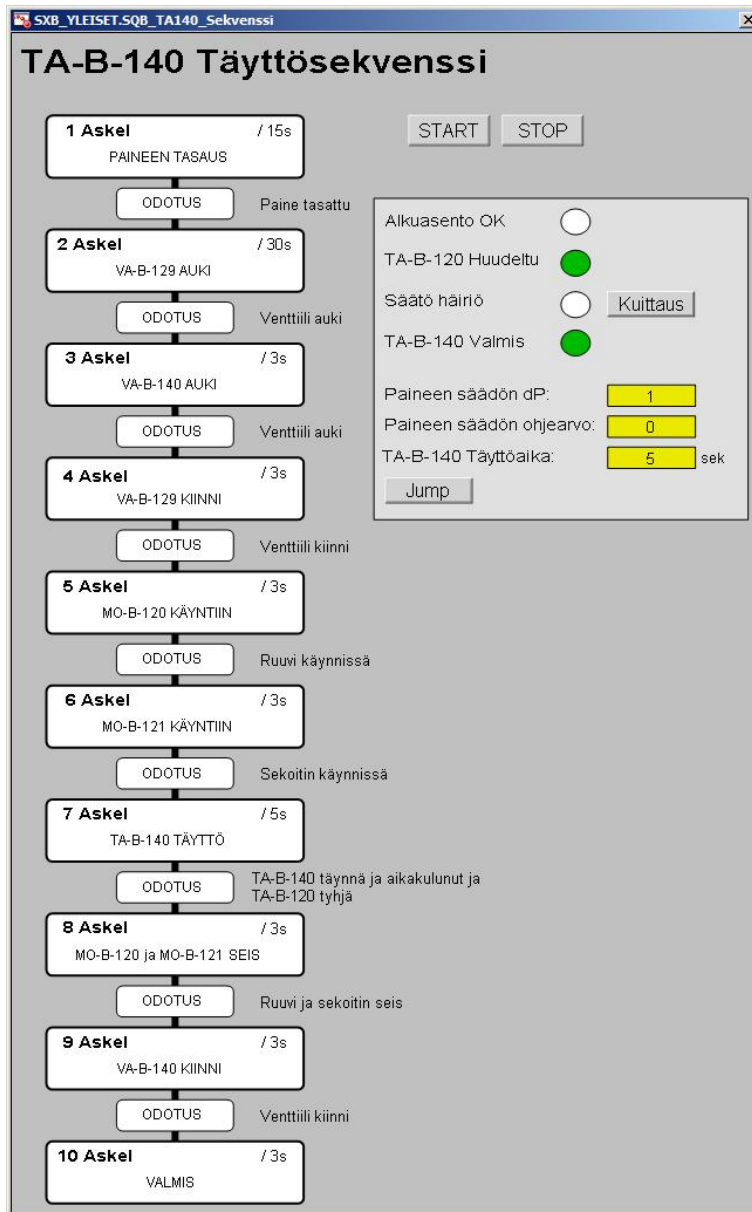 SXB_YLEISET.SQB_TA140_Sekvenssi
TA-B-140 Täyttösekvenssi
START STOP
1 Askel / 15s
PAINEEN TASAUS
ODOTUS Paine tasattu
2 Askel / 30s
VA-B-129 AUKI
ODOTUS Venttiili auki
3 Askel / 3s
VA-B-140 AUKI
ODOTUS Venttiili auki
4 Askel / 3s
VA-B-129 KIINNI
ODOTUS Venttiili kiinni
5 Askel / 3s
MO-B-120 KÄYNTIIN
ODOTUS Ruuvi käynnissä
6 Askel / 3s
MO-B-121 KÄYNTIIN
ODOTUS Sekoitin käynnissä
7 Askel / 5s
TA-B-140 TÄYTTÖ
ODOTUS TA-B-140 täynnä ja aikakulunut ja
TA-B-120 tyhjä
8 Askel / 3s
MO-B-120 ja MO-B-121 SEIS
ODOTUS Ruuvi ja sekoitin seis
9 Askel / 3s
VA-B-140 KIINNI
ODOTUS Venttiili kiinni
10 Askel / 3s
VALMIS
Alkuasento OK
TA-B-120 Huudeltu
Säätö häiriö Kuittaus
TA-B-140 Valmis
Paineen säädön dP: 1
Paineen säädön ohjearvo: 0
TA-B-140 Täyttöaika: 5 sek
Jump